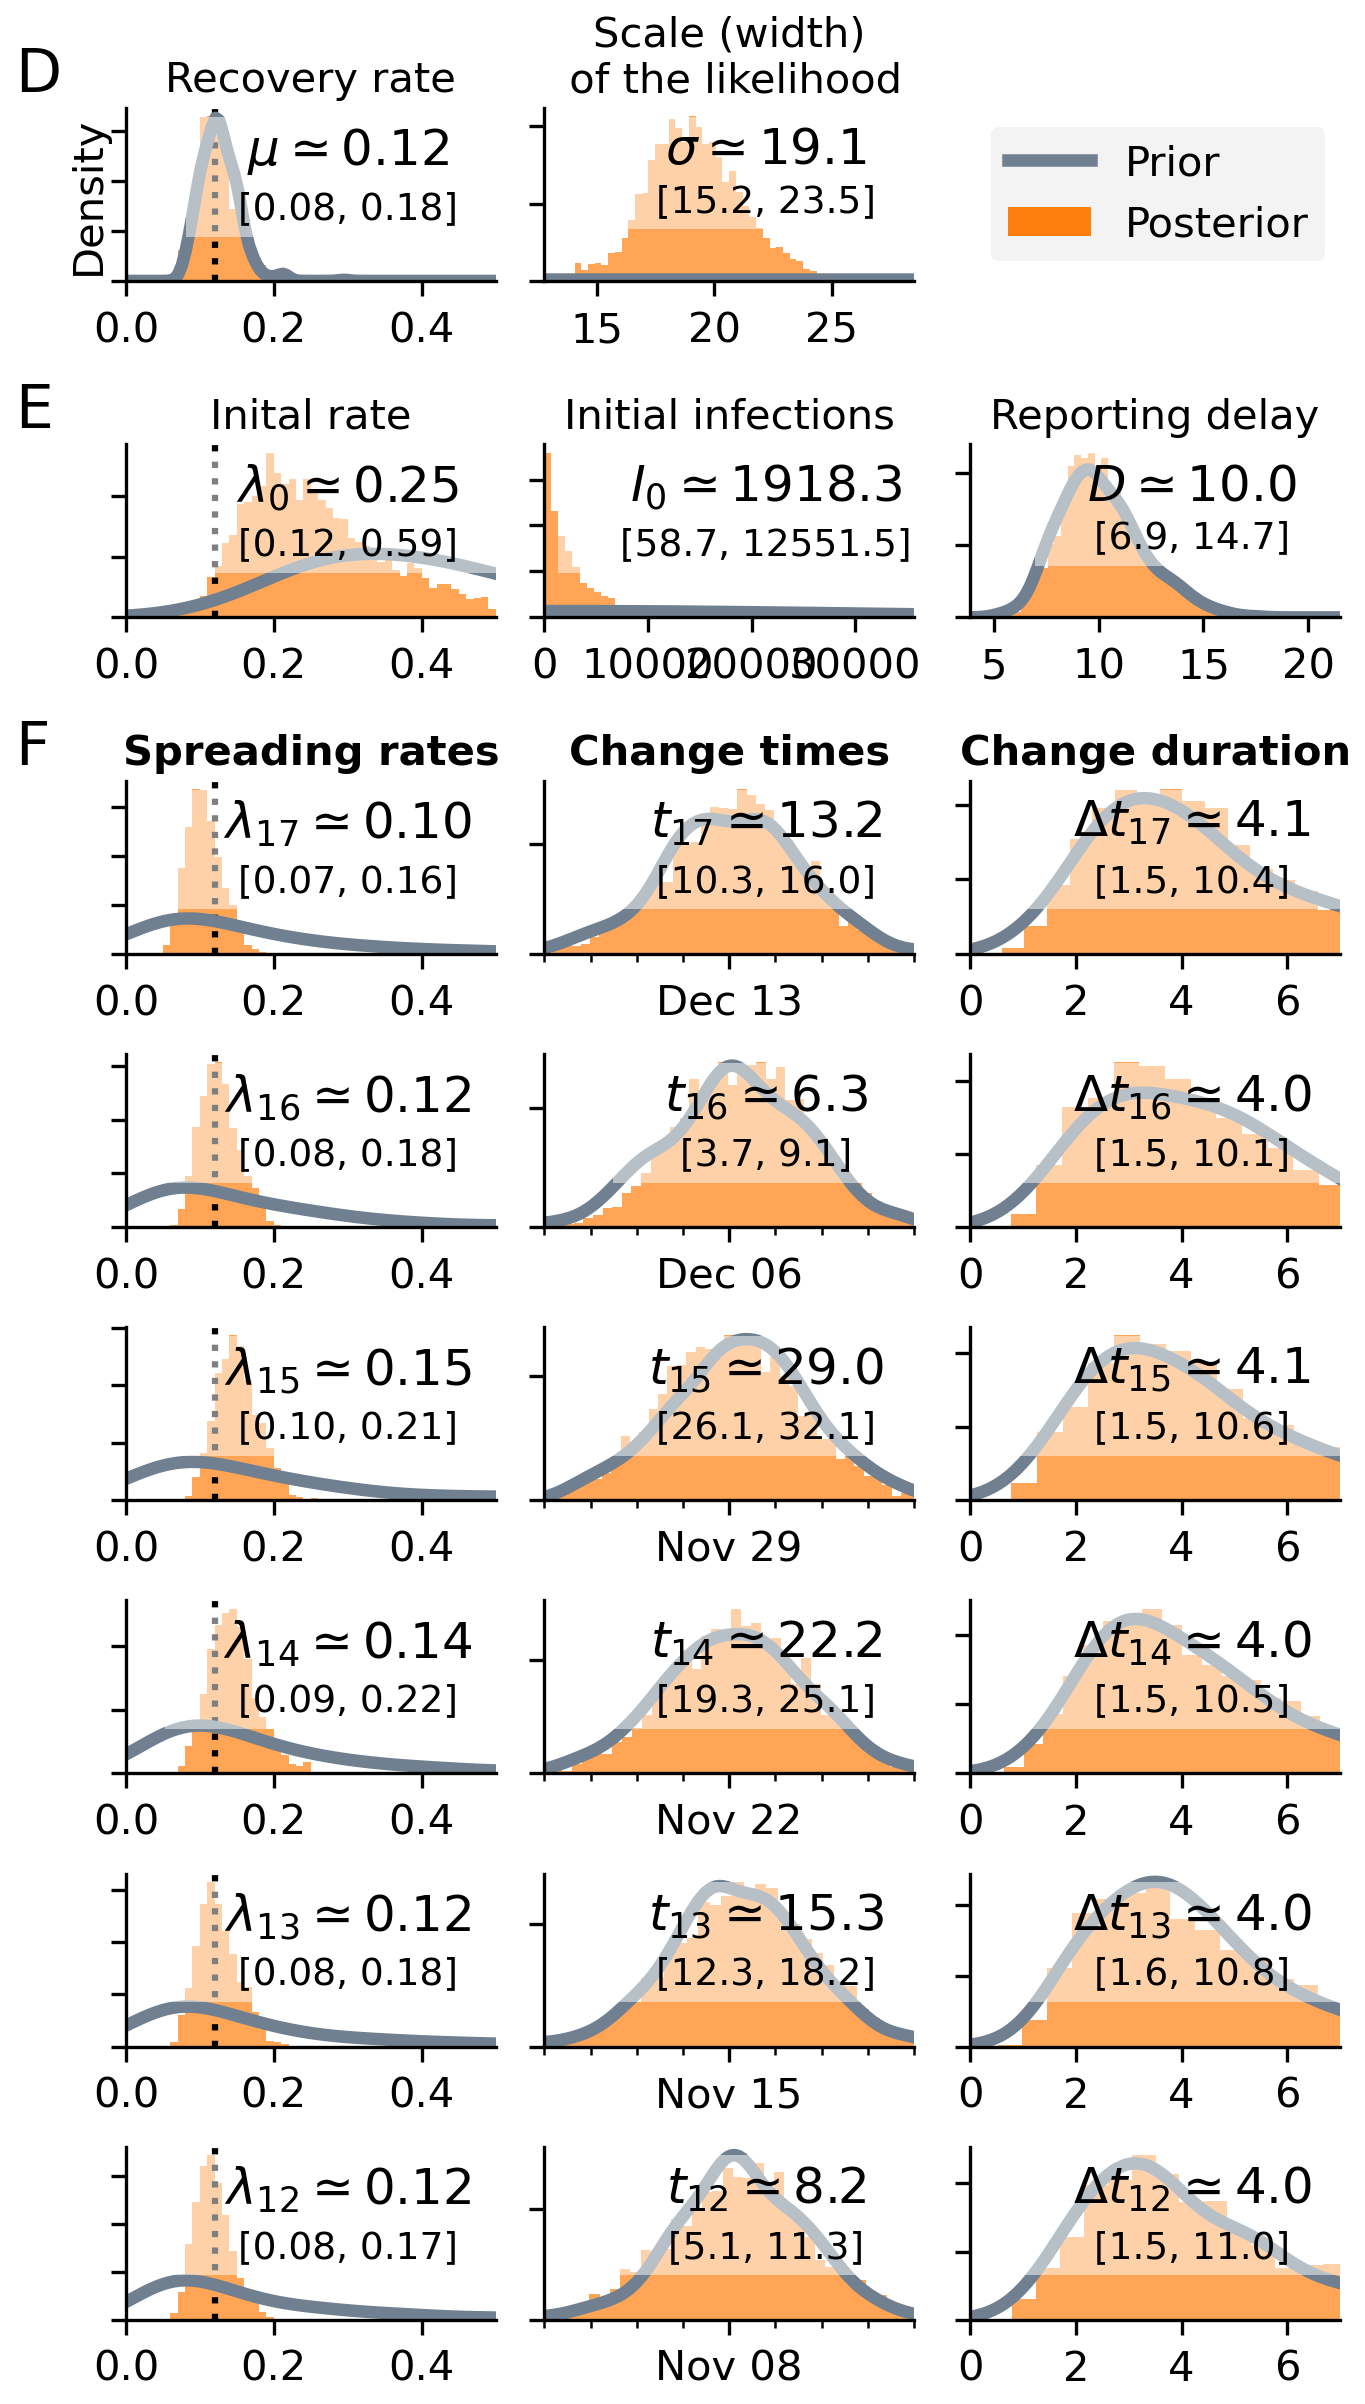 D
Recovery rate
Scale (width)
of the likelihood
Density
μ ≃ 0.12
[0.08, 0.18]
0.0 0.2 0.4
σ ≃ 19.1
[15.2, 23.5]
15 20 25
Prior
Posterior
E
Inital rate
Initial infections
Reporting delay
λ0 ≃ 0.25
[0.12, 0.59]
0.0 0.2 0.4
I0 ≃ 1918.3
[58.7, 12551.5]
0 10000 20000 30000
D ≃ 10.0
[6.9, 14.7]
5 10 15 20
F
Spreading rates
Change times
Change duration
λ17 ≃ 0.10
[0.07, 0.16]
0.0 0.2 0.4
t17 ≃ 13.2
[10.3, 16.0]
Dec 13
Δt17 ≃ 4.1
[1.5, 10.4]
0 2 4 6
λ16 ≃ 0.12
[0.08, 0.18]
0.0 0.2 0.4
t16 ≃ 6.3
[3.7, 9.1]
Dec 06
Δt16 ≃ 4.0
[1.5, 10.1]
0 2 4 6
λ15 ≃ 0.15
[0.10, 0.21]
0.0 0.2 0.4
t15 ≃ 29.0
[26.1, 32.1]
Nov 29
Δt15 ≃ 4.1
[1.5, 10.6]
0 2 4 6
λ14 ≃ 0.14
[0.09, 0.22]
0.0 0.2 0.4
t14 ≃ 22.2
[19.3, 25.1]
Nov 22
Δt14 ≃ 4.0
[1.5, 10.5]
0 2 4 6
λ13 ≃ 0.12
[0.08, 0.18]
0.0 0.2 0.4
t13 ≃ 15.3
[12.3, 18.2]
Nov 15
Δt13 ≃ 4.0
[1.6, 10.8]
0 2 4 6
λ12 ≃ 0.12
[0.08, 0.17]
0.0 0.2 0.4
t12 ≃ 8.2
[5.1, 11.3]
Nov 08
Δt12 ≃ 4.0
[1.5, 11.0]
0 2 4 6